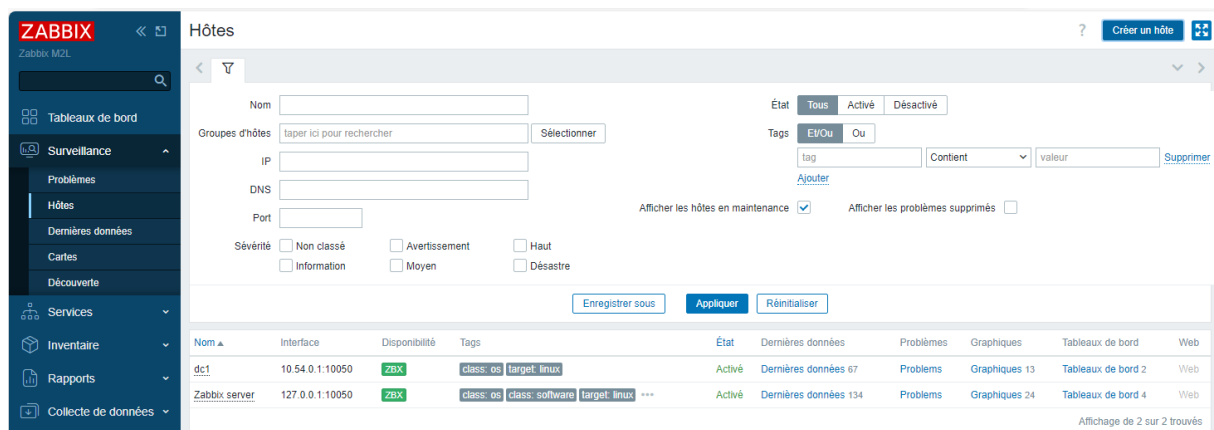 ZABBIX
Zabbix M2L
Tableaux de bord
Surveillance
Problèmes
Hôtes
Dernières données
Cartes
Découverte
Services
Inventaire
Rapports
Collecte de données
Hôtes ? Créer un hôte
Nom
Groupes d'hôtes taper ici pour rechercher Sélectionner
IP
DNS
Port
Sévérité Non classé Avertissement Haut
Information Moyen Désastre
État Tous Activé Désactivé
Tags Et/Ou Ou
tag Contient valeur Supprimer
Ajouter
Afficher les hôtes en maintenance Afficher les problèmes supprimés
Enregistrer sous Appliquer Réinitialiser
Nom Interface Disponibilité Tags État Dernières données Problèmes Graphiques Tableaux de bord Web
dc1 10.54.0.1:10050 ZBX class: os target: linux Activé Dernières données 67 Problems Graphiques 13 Tableaux de bord 2 Web
Zabbix server 127.0.0.1:10050 ZBX class: os class: software target: linux ••• Activé Dernières données 134 Problems Graphiques 24 Tableaux de bord 4 Web
Affichage de 2 sur 2 trouvés